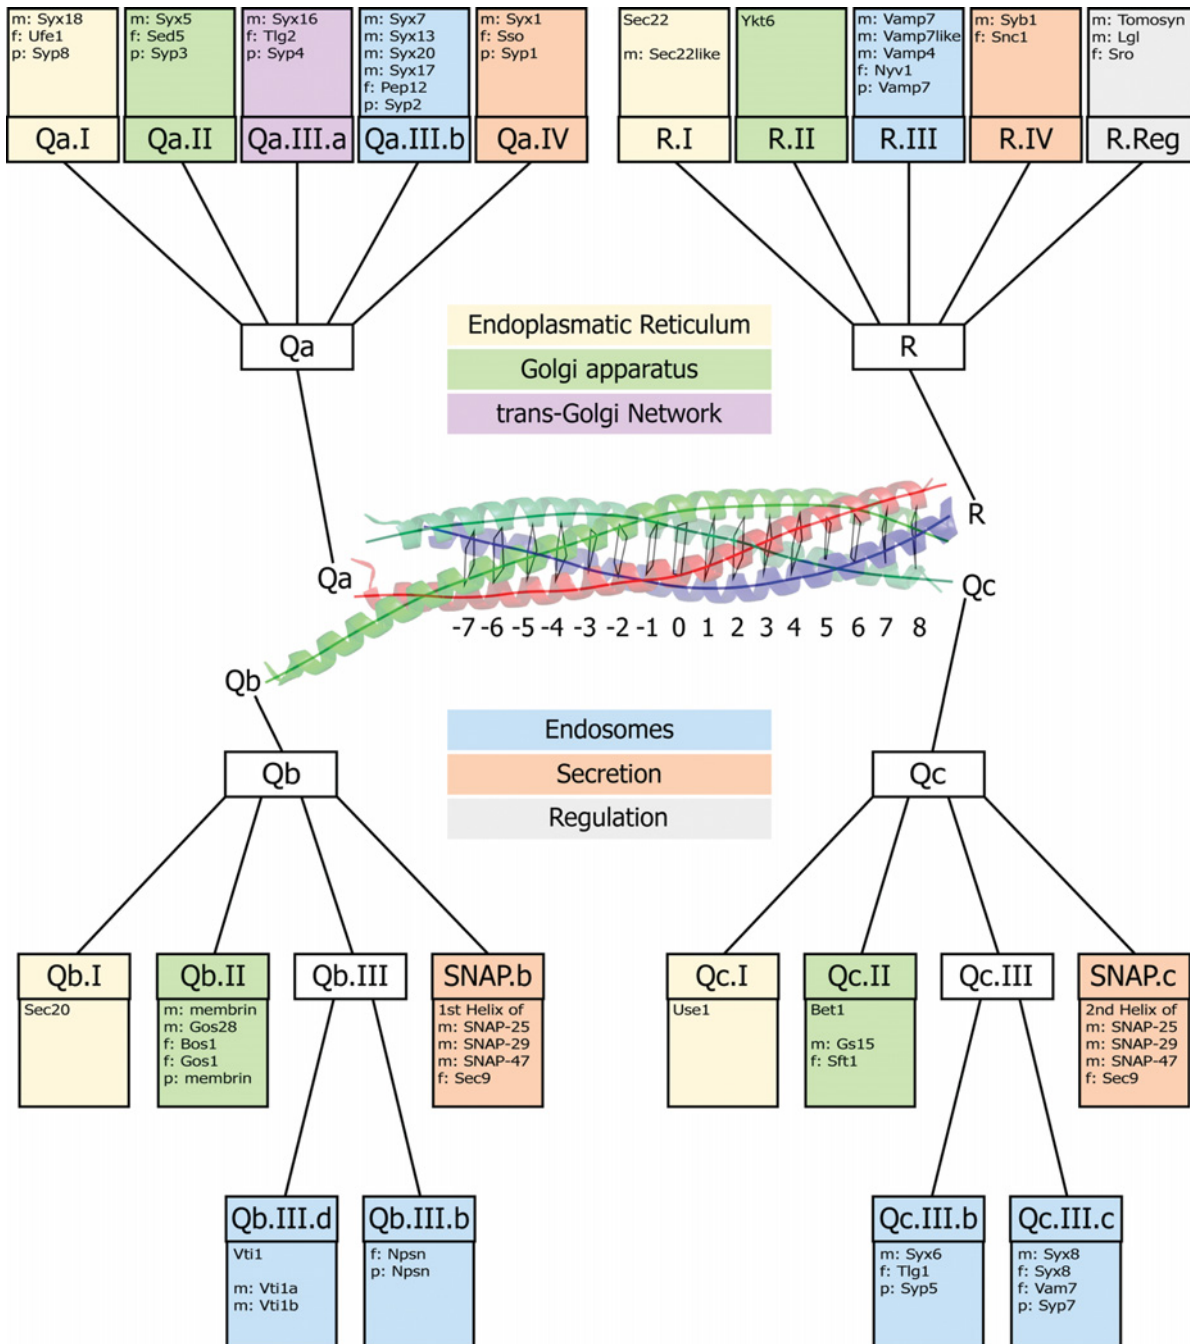 m: Syx18
f: Ufe1
p: Syp8
Qa.I
m: Syx5
f: Sed5
p: Syp3
Qa.II
m: Syx16
f: Tlg2
p: Syp4
Qa.III.a
m: Syx7
m: Syx13
m: Syx20
m: Syx17
f: Pep12
p: Syp2
Qa.III.b
m: Syx1
f: Sso
p: Syp1
Qa.IV
Sec22
m: Sec22like
R.I
Ykt6
R.II
m: Vamp7
m: Vamp7like
m: Vamp4
f: Nyv1
p: Vamp7
R.III
m: Syb1
f: Snc1
R.IV
m: Tomosyn
m: Lgl
f: Sro
R.Reg
Qa
R
Endoplasmatic Reticulum
Golgi apparatus
trans-Golgi Network
R
Qa
Qc
-7 -6 -5 -4 -3 -2 -1 0 1 2 3 4 5 6 7 8
Qb
Endosomes
Secretion
Regulation
Qb
Qc
Qb.I
Sec20
Qb.II
m: membrin
m: Gos28
f: Bos1
f: Gos1
p: membrin
Qb.III
SNAP.b
1st Helix of
m: SNAP-25
m: SNAP-29
m: SNAP-47
f: Sec9
Qc.I
Use1
Qc.II
Bet1
m: Gs15
f: Sft1
Qc.III
SNAP.c
2nd Helix of
m: SNAP-25
m: SNAP-29
m: SNAP-47
f: Sec9
Qb.III.d
Vti1
m: Vti1a
m: Vti1b
Qb.III.b
f: Npsn
p: Npsn
Qc.III.b
m: Syx6
f: Tlg1
p: Syp5
Qc.III.c
m: Syx8
f: Syx8
f: Vam7
p: Syp7